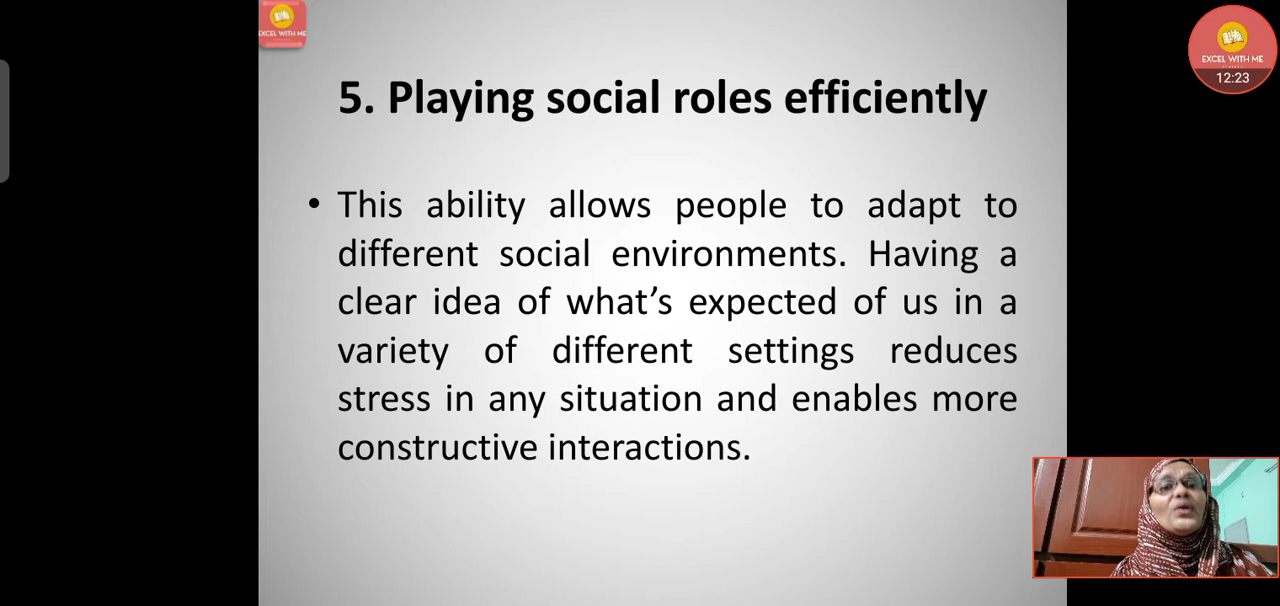 EXCEL WITH ME
EXCEL WITH ME
12:23
5. Playing social roles efficiently
• This ability allows people to adapt to
different social environments. Having a
clear idea of what’s expected of us in a
variety of different settings reduces
stress in any situation and enables more
constructive interactions.